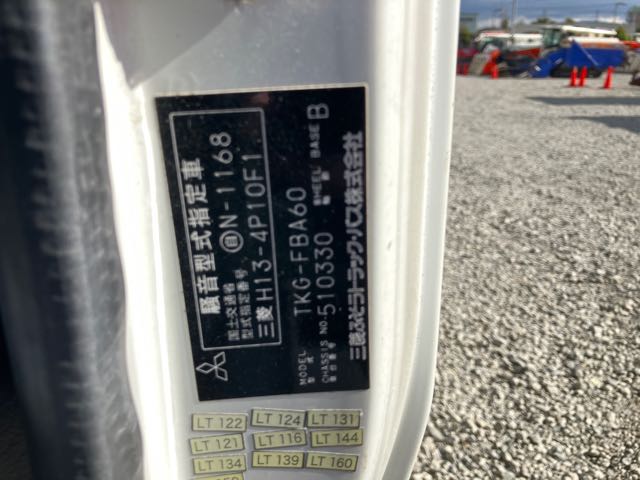 騒音型式指定車
国土交通省
型式指定番号
自 N-1168
三菱 H13-4P10F1
MODEL
型式
TKG-FBA60
CHASSIS NO.
車台番号
510330
WHEEL BASE
軸距
B
三菱ふそうトラック・バス株式会社
LT 122
LT 124
LT 131
LT 121
LT 116
LT 144
LT 134
LT 139
LT 160